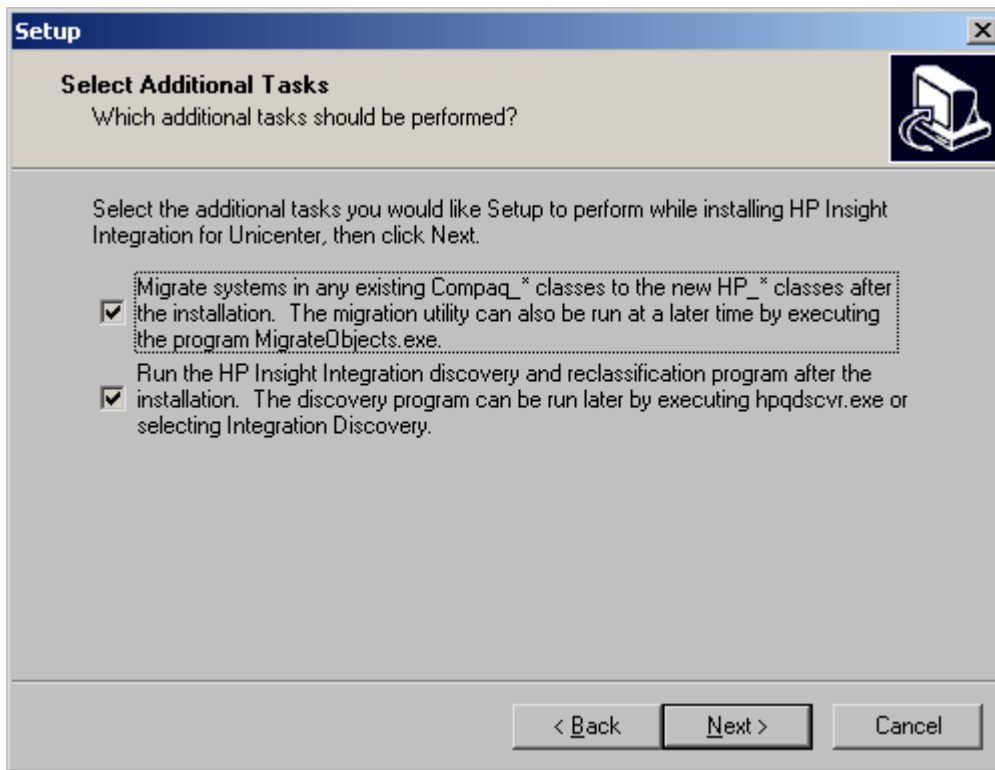 Setup
Select Additional Tasks
Which additional tasks should be performed?
Select the additional tasks you would like Setup to perform while installing HP Insight
Integration for Unicenter, then click Next.
Migrate systems in any existing Compaq_* classes to the new HP_* classes after
the installation.  The migration utility can also be run at a later time by executing
the program MigrateObjects.exe.
Run the HP Insight Integration discovery and reclassification program after the
installation.  The discovery program can be run later by executing hpqdscvr.exe or
selecting Integration Discovery.
< Back
Next >
Cancel